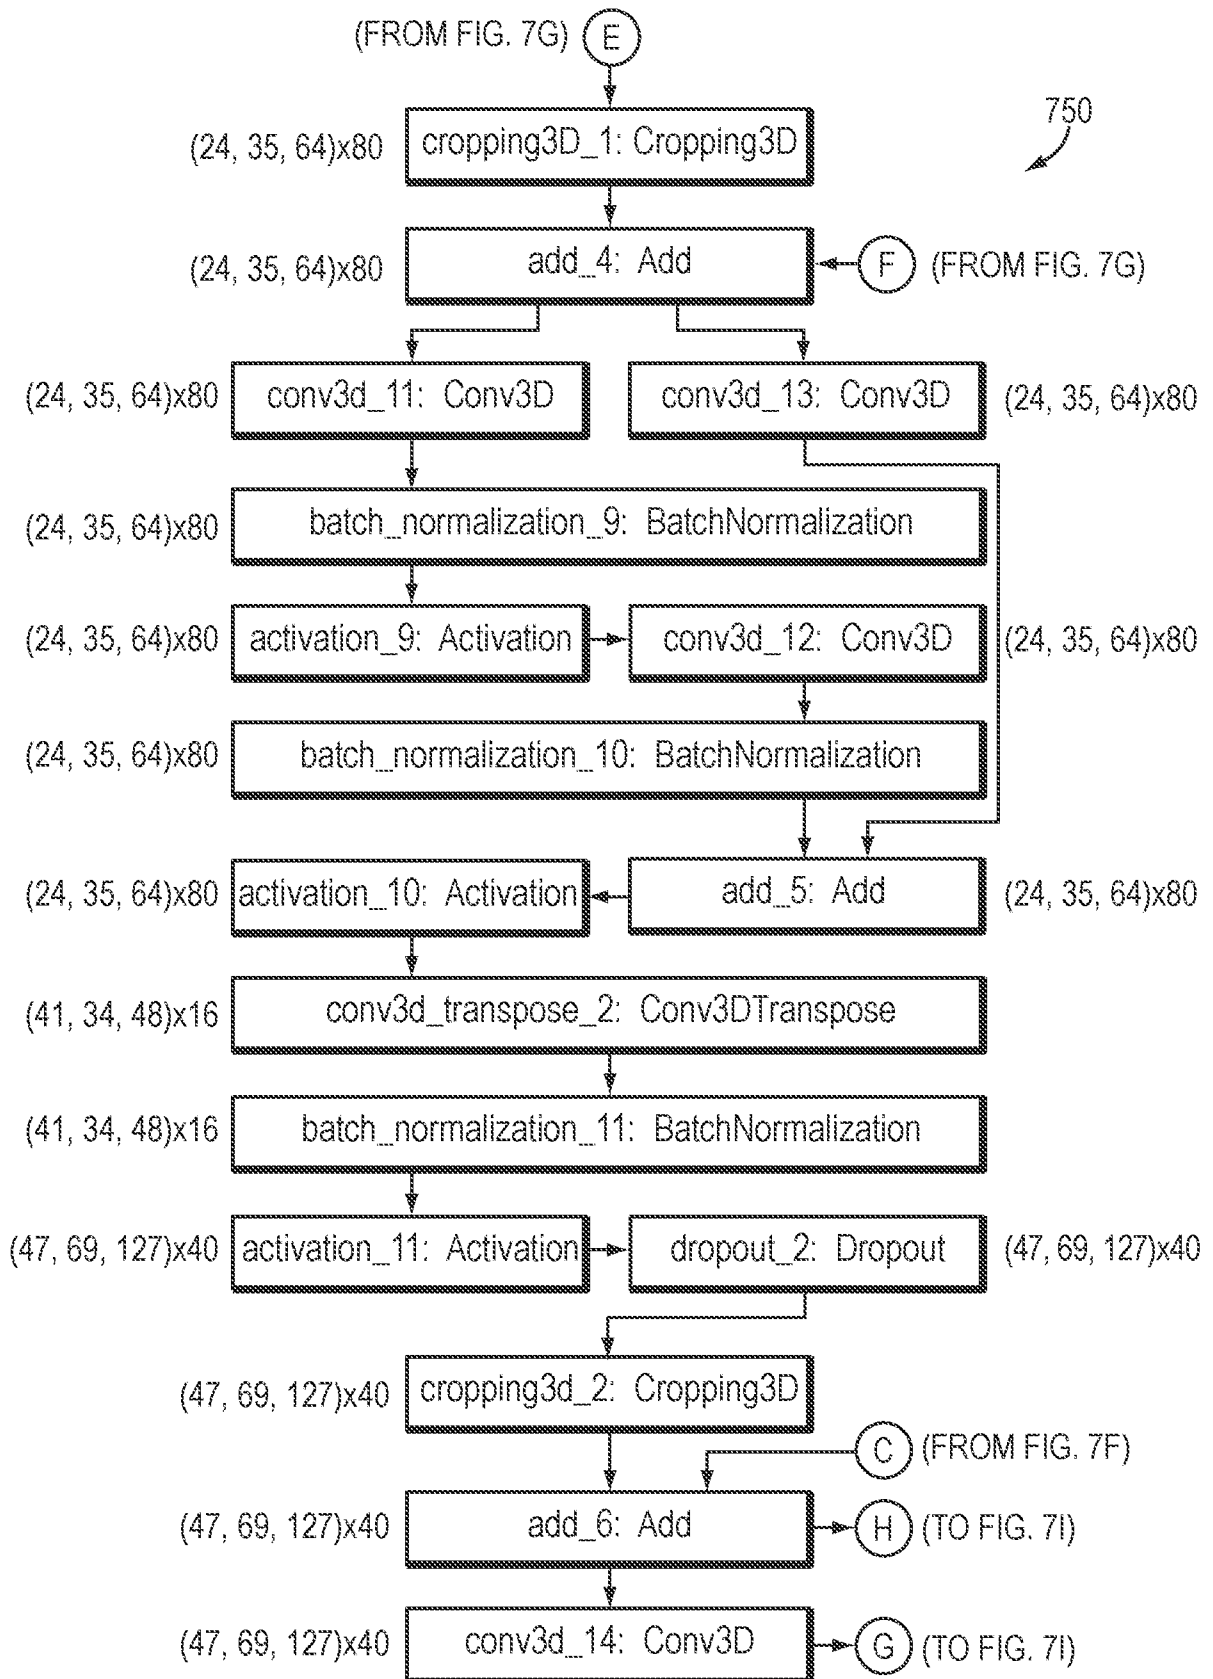 (FROM FIG. 7G) E
750
(24, 35, 64)x80 cropping3D_1: Cropping3D
(24, 35, 64)x80 add_4: Add F (FROM FIG. 7G)
(24, 35, 64)x80 conv3d_11: Conv3D conv3d_13: Conv3D (24, 35, 64)x80
(24, 35, 64)x80 batch_normalization_9: BatchNormalization
(24, 35, 64)x80 activation_9: Activation conv3d_12: Conv3D (24, 35, 64)x80
(24, 35, 64)x80 batch_normalization_10: BatchNormalization
(24, 35, 64)x80 activation_10: Activation add_5: Add (24, 35, 64)x80
(41, 34, 48)x16 conv3d_transpose_2: Conv3DTranspose
(41, 34, 48)x16 batch_normalization_11: BatchNormalization
(47, 69, 127)x40 activation_11: Activation dropout_2: Dropout (47, 69, 127)x40
(47, 69, 127)x40 cropping3d_2: Cropping3D
C (FROM FIG. 7F)
(47, 69, 127)x40 add_6: Add H (TO FIG. 7I)
(47, 69, 127)x40 conv3d_14: Conv3D G (TO FIG. 7I)